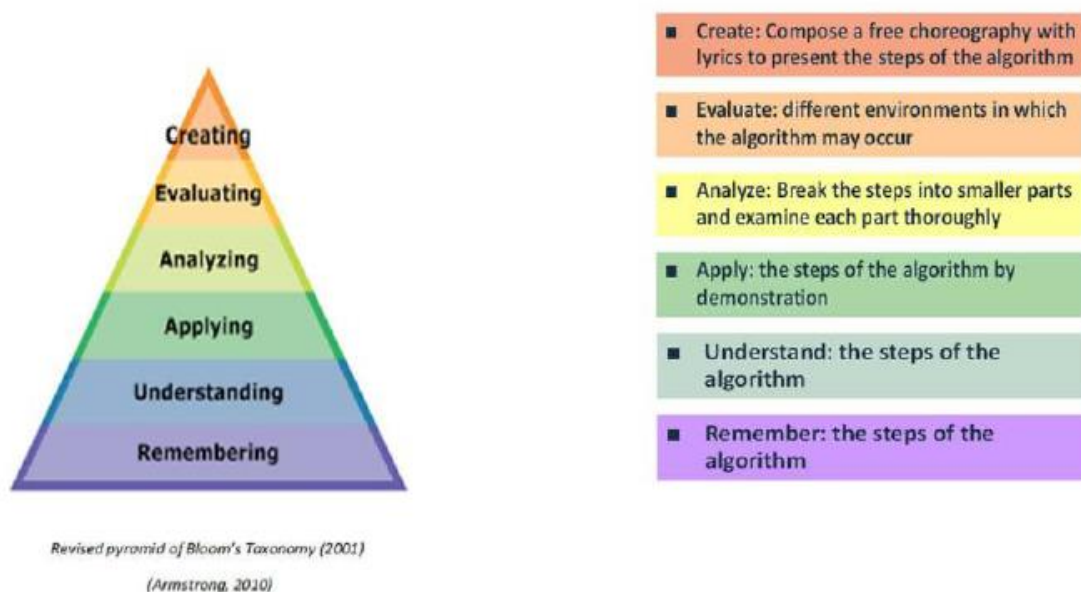 Creating
Evaluating
Analyzing
Applying
Understanding
Remembering
Revised pyramid of Bloom's Taxonomy (2001)
(Armstrong, 2010)
▪ Create: Compose a free choreography with
lyrics to present the steps of the algorithm
▪ Evaluate: different environments in which
the algorithm may occur
▪ Analyze: Break the steps into smaller parts
and examine each part thoroughly
▪ Apply: the steps of the algorithm by
demonstration
▪ Understand: the steps of the
algorithm
▪ Remember: the steps of the
algorithm